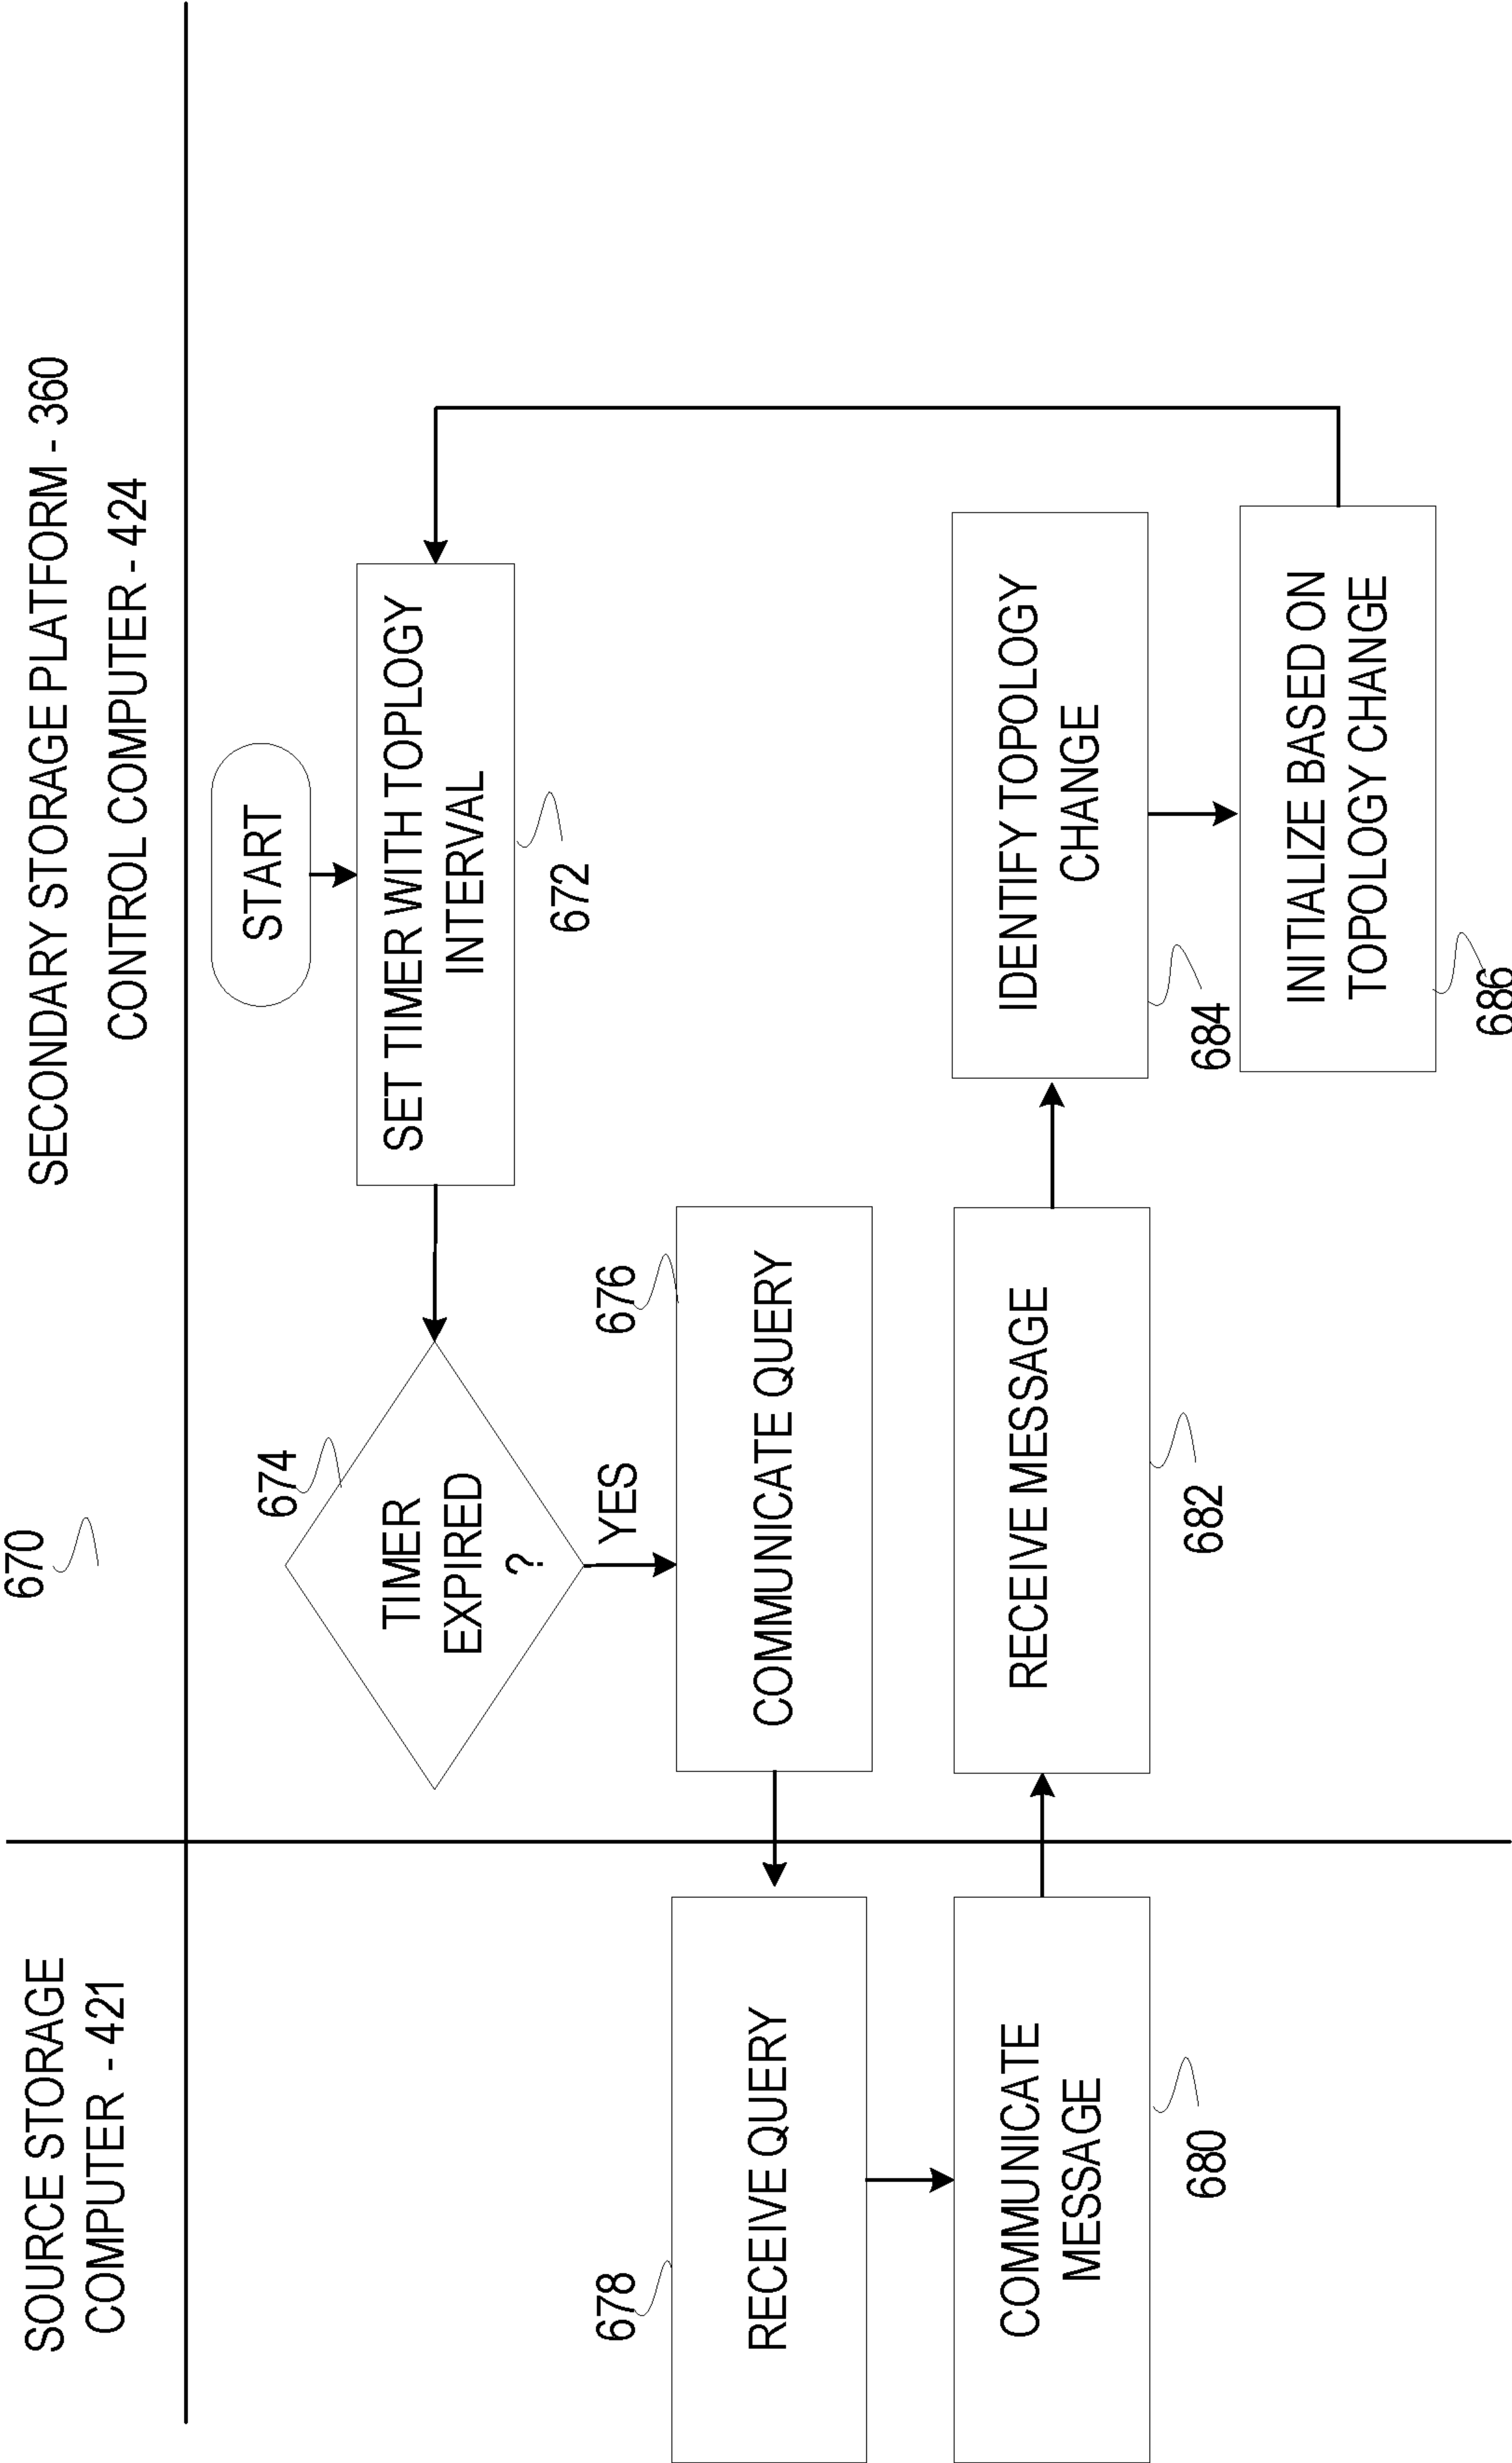 670
SOURCE STORAGE
COMPUTER - 421
SECONDARY STORAGE PLATFORM - 360
CONTROL COMPUTER - 424
START
SET TIMER WITH TOPLOGY
INTERVAL
672
674
TIMER
EXPIRED
?
YES
676
COMMUNICATE QUERY
678
RECEIVE QUERY
COMMUNICATE
MESSAGE
680
RECEIVE MESSAGE
682
IDENTIFY TOPOLOGY
CHANGE
684
INITIALIZE BASED ON
TOPOLOGY CHANGE
686